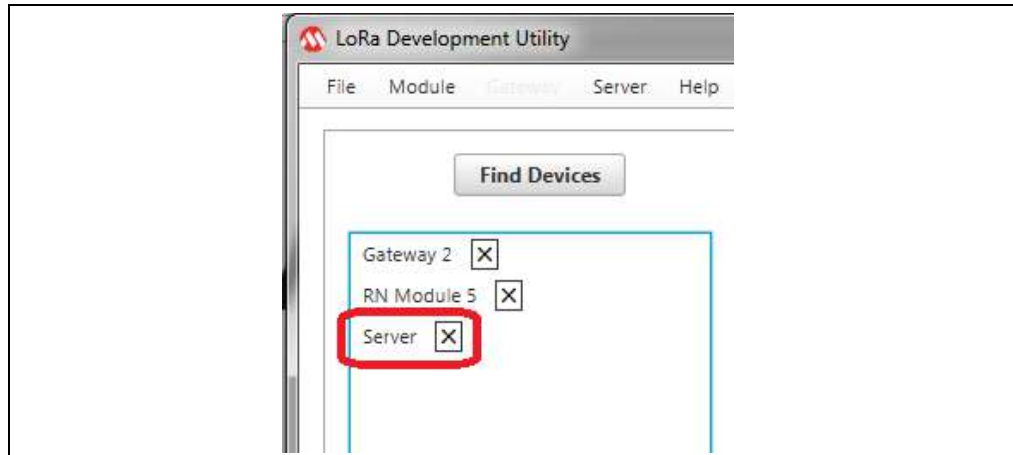 LoRa Development Utility
File Module Gateway Server Help
Find Devices
Gateway 2
RN Module 5
Server